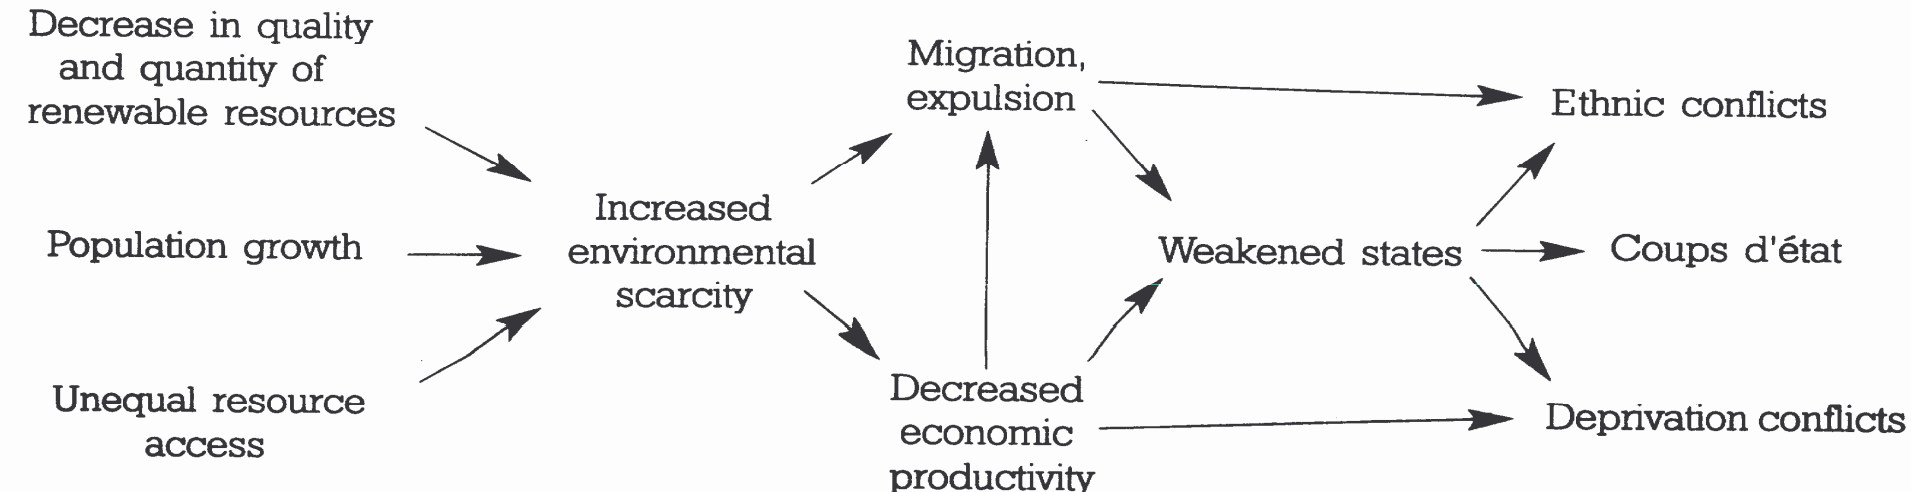 Decrease in quality
and quantity of
renewable resources
Population growth
Unequal resource
access
Increased
environmental
scarcity
Migration,
expulsion
Decreased
economic
productivity
Weakened states
Ethnic conflicts
Coups d'état
Deprivation conflicts